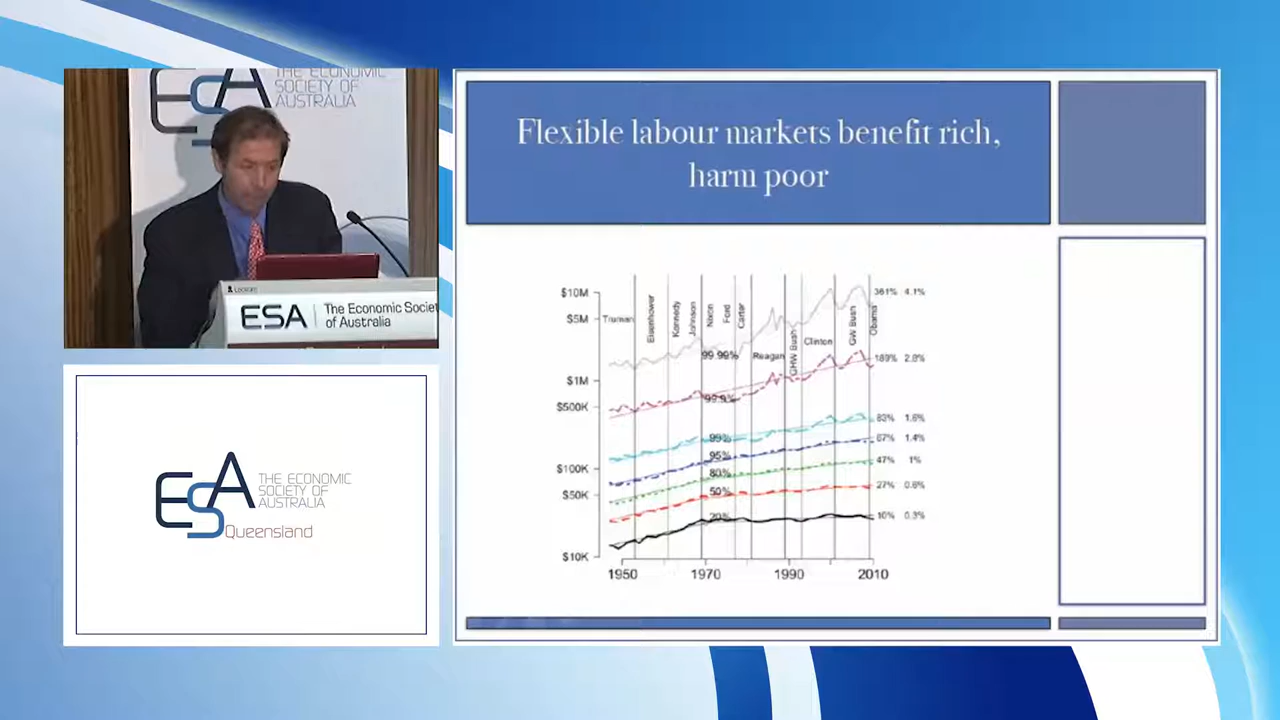 THE ECONOMIC
SOCIETY OF
AUSTRALIA
ESA
Lectern
ESA
The Economic Societ
of Australia
ESA
THE ECONOMIC
SOCIETY OF
AUSTRALIA
Queensland
Flexible labour markets benefit rich,
harm poor
$10M
$5M
$1M
$500K
$100K
$50K
$10K
Truman
Eisenhower
Kennedy
Johnson
Nixon
Ford
Carter
Reagan
GHW Bush
Clinton
GW Bush
Obama
99.99%
99.9%
99%
95%
80%
50%
20%
361% 4.1%
189% 2.8%
83% 1.6%
67% 1.4%
47% 1%
27% 0.6%
10% 0.3%
1950
1970
1990
2010